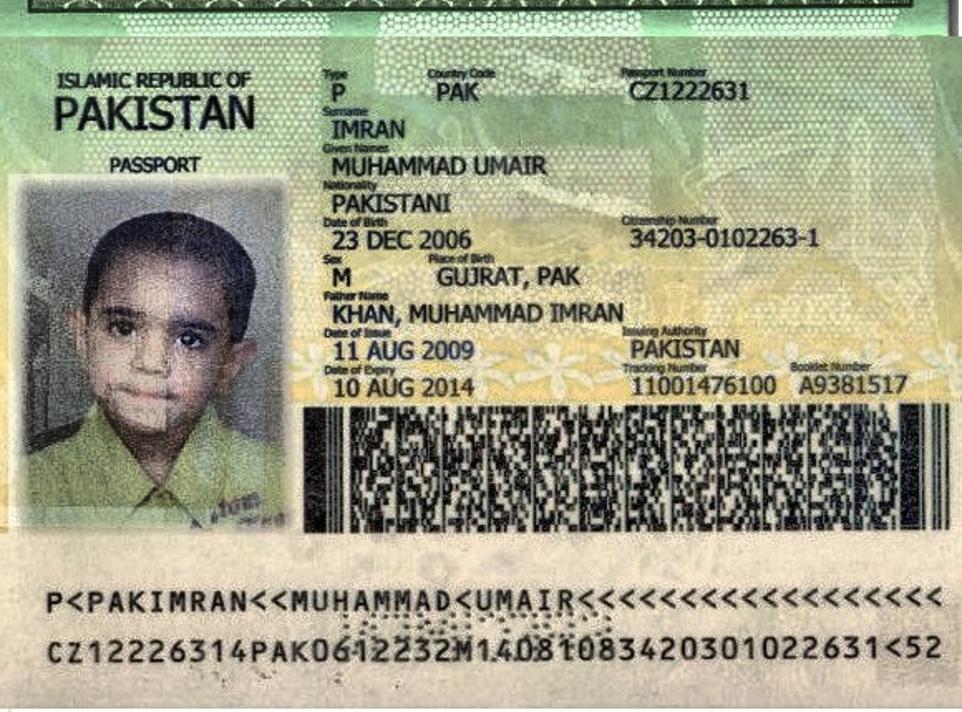 ISLAMIC REPUBLIC OF
PAKISTAN
PASSPORT
Type Country Code Passport Number
P PAK CZ1222631
Surname
IMRAN
Given Names
MUHAMMAD UMAIR
Nationality
PAKISTANI
Date of Birth Citizenship Number
23 DEC 2006 34203-0102263-1
Sex Place of Birth
M GUJRAT, PAK
Father Name
KHAN, MUHAMMAD IMRAN
Date of Issue Issuing Authority
11 AUG 2009 PAKISTAN
Date of Expiry Tracking Number Booklet Number
10 AUG 2014 11001476100 A9381517
P<PAKIMRAN<<MUHAMMAD<UMAIR<<<<<<<<<<<<<<<<<<
CZ12226314PAK0612232M14081083420301022631<52